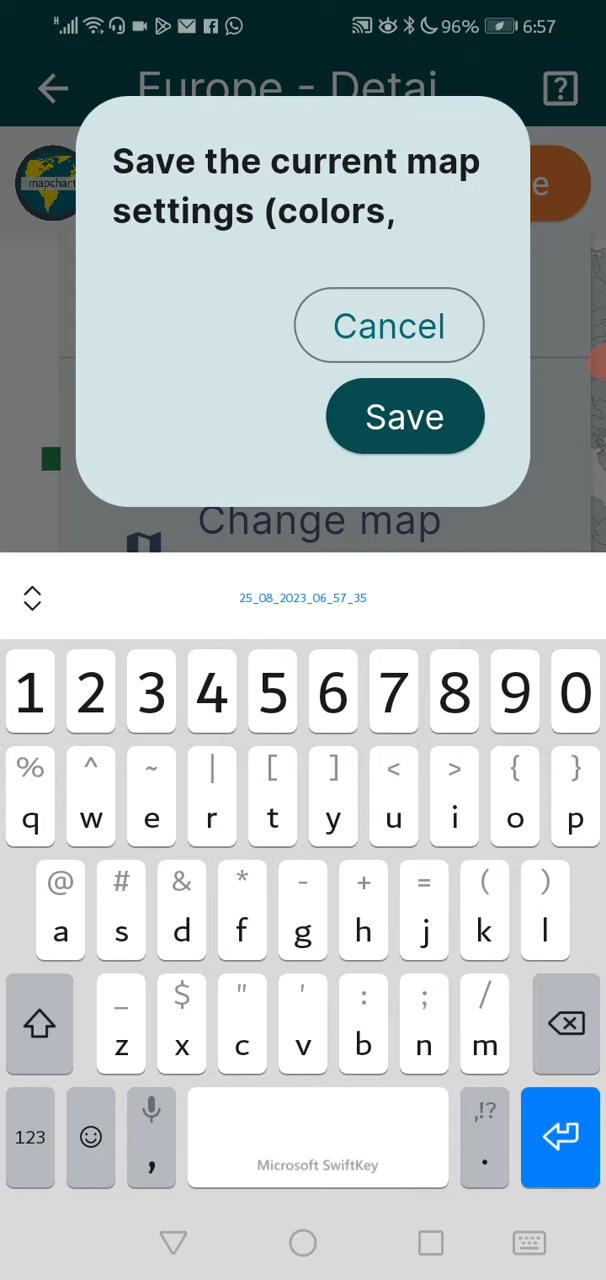 H 96% 6:57
Europe - Detai
mapchart
e
Save the current map
settings (colors,
Cancel
Save
Change map
25_08_2023_06_57_35
1 2 3 4 5 6 7 8 9 0
% ^ ~ | [ ] < > { }
q w e r t y u i o p
@ # & * - + = ( )
a s d f g h j k l
_ $ " ' : ; /
z x c v b n m
,!?
123 , Microsoft SwiftKey .